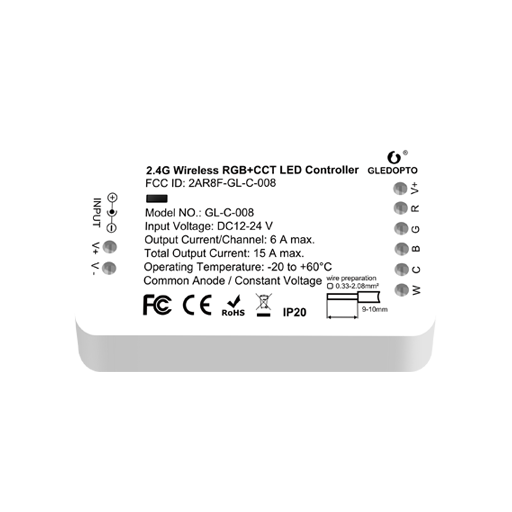 2.4G Wireless RGB+CCT LED Controller
FCC ID: 2AR8F-GL-C-008
Model NO.: GL-C-008
Input Voltage: DC12-24 V
Output Current/Channel: 6 A max.
Total Output Current: 15 A max.
Operating Temperature: -20 to +60°C
Common Anode / Constant Voltage
FC CE RoHS IP20
wire preparation
0.33-2.08mm²
9-10mm
INPUT
+
-
V+
V-
®
GLEDOPTO
V+
R
G
B
C
W